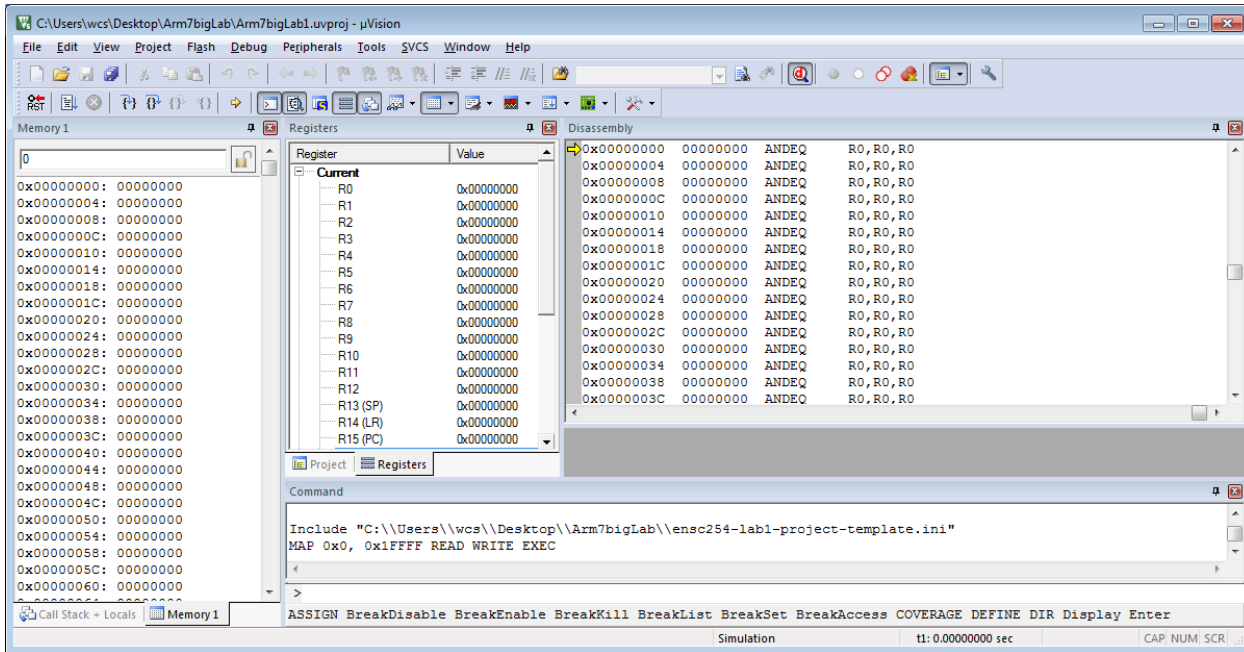 C:\Users\wcs\Desktop\Arm7bigLab\Arm7bigLab1.uvproj - µVision
File Edit View Project Flash Debug Peripherals Tools SVCS Window Help
RST
Memory 1
0
0x00000000: 00000000
0x00000004: 00000000
0x00000008: 00000000
0x0000000C: 00000000
0x00000010: 00000000
0x00000014: 00000000
0x00000018: 00000000
0x0000001C: 00000000
0x00000020: 00000000
0x00000024: 00000000
0x00000028: 00000000
0x0000002C: 00000000
0x00000030: 00000000
0x00000034: 00000000
0x00000038: 00000000
0x0000003C: 00000000
0x00000040: 00000000
0x00000044: 00000000
0x00000048: 00000000
0x0000004C: 00000000
0x00000050: 00000000
0x00000054: 00000000
0x00000058: 00000000
0x0000005C: 00000000
0x00000060: 00000000
Call Stack + Locals Memory 1
Registers
Register Value
Current
R0 0x00000000
R1 0x00000000
R2 0x00000000
R3 0x00000000
R4 0x00000000
R5 0x00000000
R6 0x00000000
R7 0x00000000
R8 0x00000000
R9 0x00000000
R10 0x00000000
R11 0x00000000
R12 0x00000000
R13 (SP) 0x00000000
R14 (LR) 0x00000000
R15 (PC) 0x00000000
Project Registers
Disassembly
0x00000000 00000000 ANDEQ R0,R0,R0
0x00000004 00000000 ANDEQ R0,R0,R0
0x00000008 00000000 ANDEQ R0,R0,R0
0x0000000C 00000000 ANDEQ R0,R0,R0
0x00000010 00000000 ANDEQ R0,R0,R0
0x00000014 00000000 ANDEQ R0,R0,R0
0x00000018 00000000 ANDEQ R0,R0,R0
0x0000001C 00000000 ANDEQ R0,R0,R0
0x00000020 00000000 ANDEQ R0,R0,R0
0x00000024 00000000 ANDEQ R0,R0,R0
0x00000028 00000000 ANDEQ R0,R0,R0
0x0000002C 00000000 ANDEQ R0,R0,R0
0x00000030 00000000 ANDEQ R0,R0,R0
0x00000034 00000000 ANDEQ R0,R0,R0
0x00000038 00000000 ANDEQ R0,R0,R0
0x0000003C 00000000 ANDEQ R0,R0,R0
Command
Include "C:\\Users\\wcs\\Desktop\\Arm7bigLab\\ensc254-lab1-project-template.ini"
MAP 0x0, 0x1FFFF READ WRITE EXEC
>
ASSIGN BreakDisable BreakEnable BreakKill BreakList BreakSet BreakAccess COVERAGE DEFINE DIR Display Enter
Simulation t1: 0.00000000 sec CAP NUM SCR